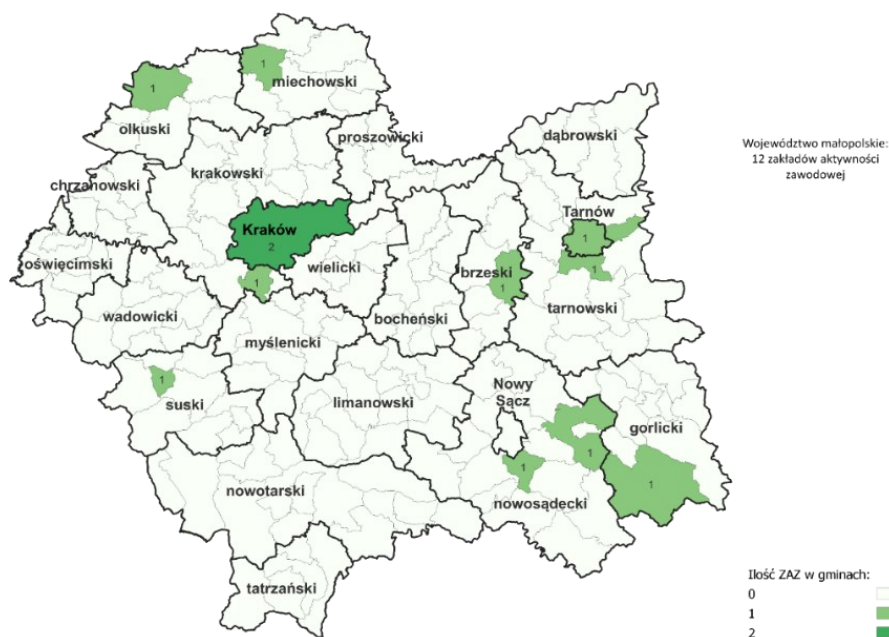 1
1
miechowski
olkuski
proszowicki
dąbrowski
Województwo małopolskie:
12 zakładów aktywności
zawodowej
krakowski
chrzanowski
Tarnów
Kraków
1
2
oświęcimski
wielicki
brzeski
1
1
1
wadowicki
bocheński
tarnowski
myślenicki
1
suski
limanowski
Nowy
Sącz
gorlicki
1
1
1
nowotarski
nowosądecki
tatrzański
Ilość ZAZ w gminach:
0
1
2